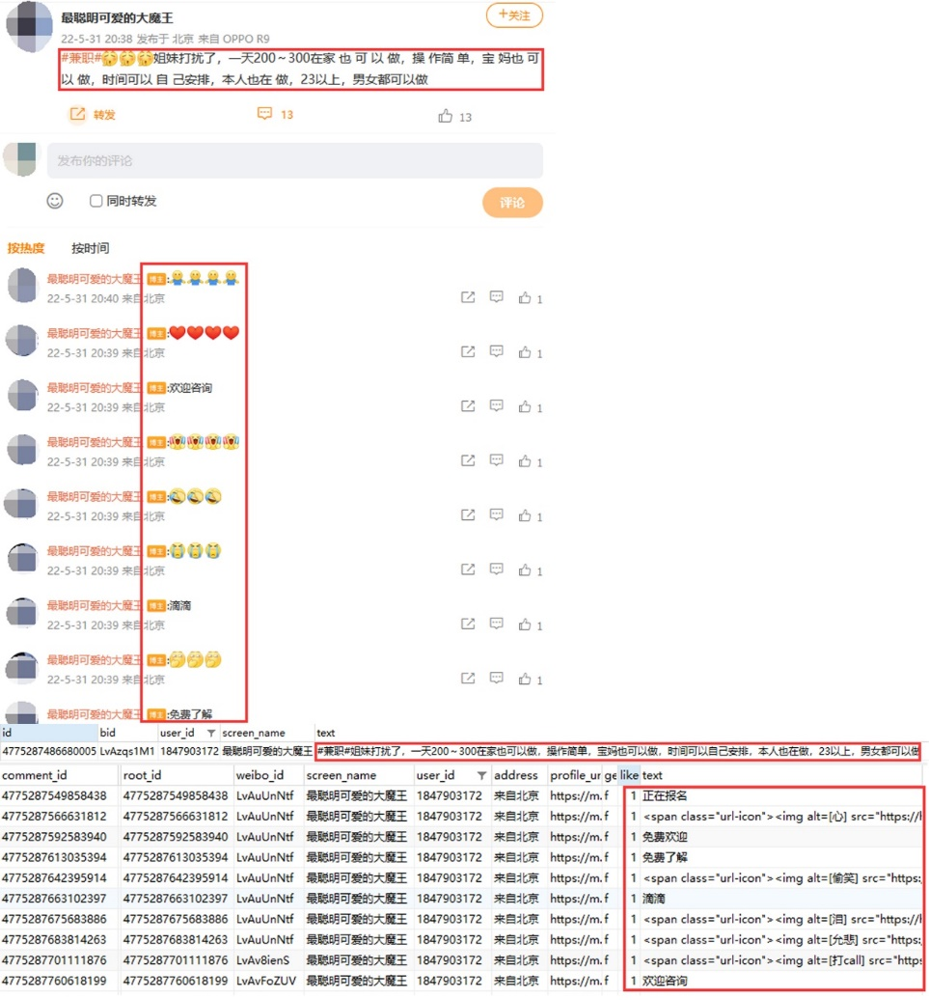 最聪明可爱的大魔王
+关注
22-5-31 20:38 发布于 北京 来自 OPPO R9
#兼职#姐妹打扰了，一天200～300在家 也 可 以 做，操 作简 单，宝 妈也 可
以 做，时间可以 自 己安排，本人也在 做，23以上，男女都可以做
转发
13
13
发布你的评论
同时转发
评论
按热度 按时间
最聪明可爱的大魔王 博主:
22-5-31 20:40 来自北京
1
最聪明可爱的大魔王 博主:
22-5-31 20:39 来自北京
1
最聪明可爱的大魔王 博主:欢迎咨询
22-5-31 20:39 来自北京
1
最聪明可爱的大魔王 博主:
22-5-31 20:39 来自北京
1
最聪明可爱的大魔王 博主:
22-5-31 20:39 来自北京
1
最聪明可爱的大魔王 博主:
22-5-31 20:39 来自北京
1
最聪明可爱的大魔王 博主:滴滴
22-5-31 20:39 来自北京
1
最聪明可爱的大魔王 博主:
22-5-31 20:39 来自北京
1
最聪明可爱的大魔王 博主:免费了解
id bid user_id screen_name text
4775287486680005 LvAzqs1M1 1847903172 最聪明可爱的大魔王 #兼职#姐妹打扰了，一天200～300在家也可以做，操作简单，宝妈也可以做，时间可以自己安排，本人也在做，23以上，男女都可以做
comment_id root_id weibo_id screen_name user_id address profile_ur ge like text
4775287549858438 4775287549858438 LvAuUnNtf 最聪明可爱的大魔王 1847903172 来自北京 https://m. f 1 正在报名
4775287566631812 4775287566631812 LvAuUnNtf 最聪明可爱的大魔王 1847903172 来自北京 https://m. f 1 <span class="url-icon"><img alt=[心] src="https://h
4775287592583940 4775287592583940 LvAuUnNtf 最聪明可爱的大魔王 1847903172 来自北京 https://m. f 1 免费欢迎
4775287613035394 4775287613035394 LvAuUnNtf 最聪明可爱的大魔王 1847903172 来自北京 https://m. f 1 免费了解
4775287642395914 4775287642395914 LvAuUnNtf 最聪明可爱的大魔王 1847903172 来自北京 https://m. f 1 <span class="url-icon"><img alt=[偷笑] src="https:
4775287663102397 4775287663102397 LvAuUnNtf 最聪明可爱的大魔王 1847903172 来自北京 https://m. f 1 滴滴
4775287675683886 4775287675683886 LvAuUnNtf 最聪明可爱的大魔王 1847903172 来自北京 https://m. f 1 <span class="url-icon"><img alt=[泪] src="https://h
4775287683814263 4775287683814263 LvAuUnNtf 最聪明可爱的大魔王 1847903172 来自北京 https://m. f 1 <span class="url-icon"><img alt=[允悲] src="https:
4775287701111876 4775287701111876 LvAv8ienS 最聪明可爱的大魔王 1847903172 来自北京 https://m. f 1 <span class="url-icon"><img alt=[打call] src="https
4775287760618199 4775287760618199 LvAvFoZUV 最聪明可爱的大魔王 1847903172 来自北京 https://m. f 1 欢迎咨询